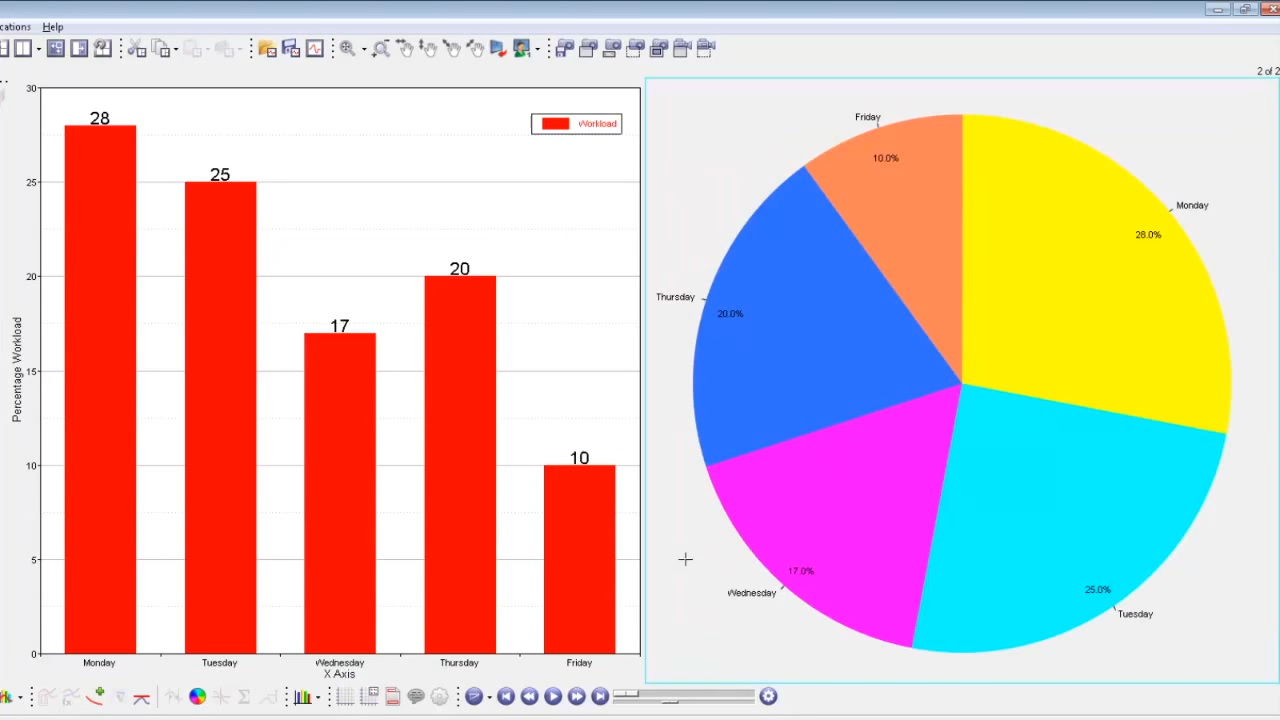 cations Help
2 of 2
30
25
20
15
10
5
0
Percentage Workload
28
25
17
20
10
Workload
Monday
Tuesday
Wednesday
Thursday
Friday
X Axis
Friday
10.0%
Monday
28.0%
Thursday
20.0%
Wednesday
17.0%
Tuesday
25.0%